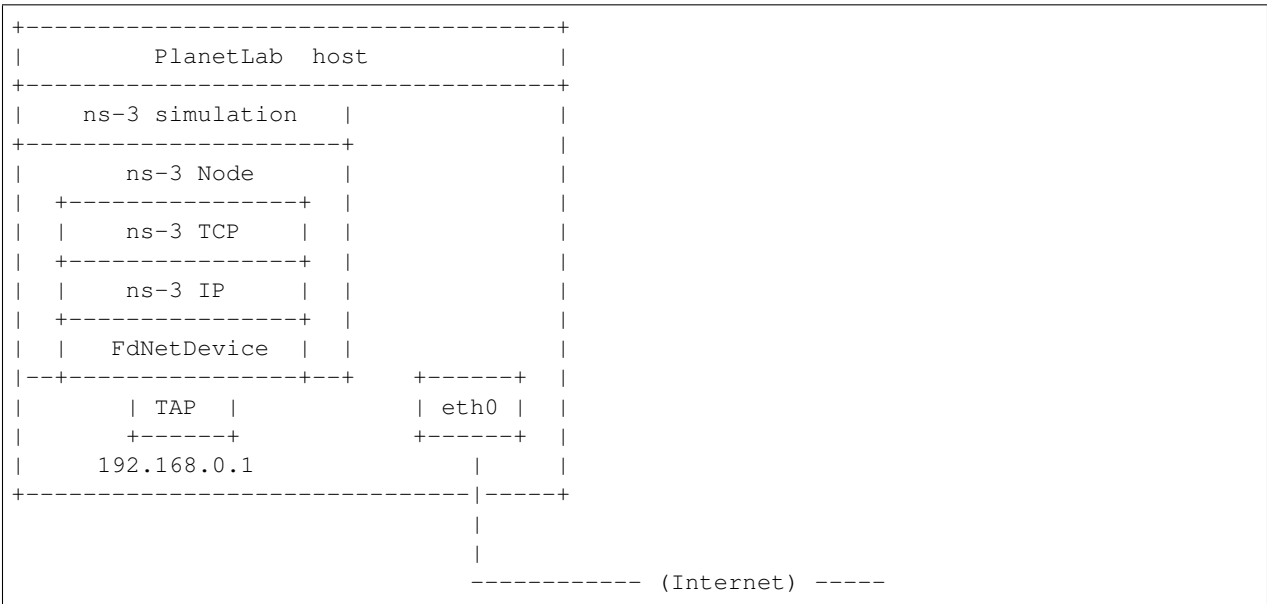 PlanetLab host
ns-3 simulation
ns-3 Node
ns-3 TCP
ns-3 IP
FdNetDevice
TAP eth0
192.168.0.1
(Internet)